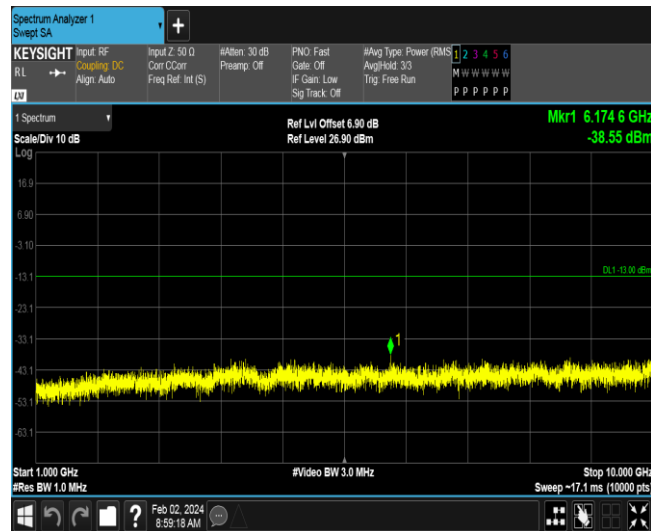 Spectrum Analyzer 1
Swept SA
+
KEYSIGHT
RL
LXI
Input: RF
Coupling: DC
Align: Auto
Input Z: 50 Ω
Corr CCorr
Freq Ref: Int (S)
#Atten: 30 dB
Preamp: Off
PNO: Fast
Gate: Off
IF Gain: Low
Sig Track: Off
#Avg Type: Power (RMS
Avg|Hold: 3/3
Trig: Free Run
1 2 3 4 5 6
M W W W W W
P P P P P P
1 Spectrum
Scale/Div 10 dB
Log
Ref Lvl Offset 6.90 dB
Ref Level 26.90 dBm
Mkr1 6.174 6 GHz
-38.55 dBm
16.9
6.90
-3.10
-13.1
-23.1
-33.1
-43.1
-53.1
-63.1
DL1 -13.00 dBm
1
Start 1.000 GHz
#Res BW 1.0 MHz
#Video BW 3.0 MHz
Stop 10.000 GHz
Sweep ~17.1 ms (10000 pts)
?
Feb 02, 2024
8:59:18 AM